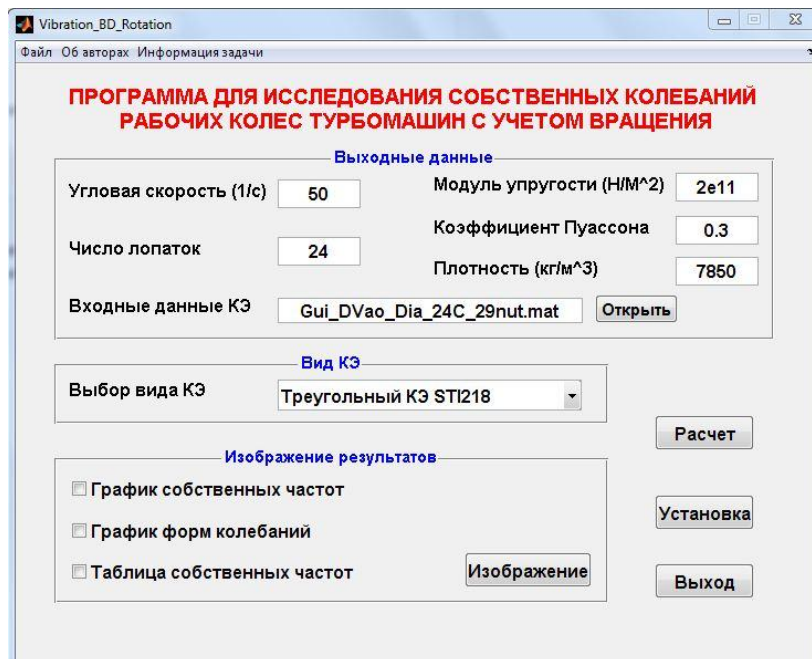 Vibration_BD_Rotation
Файл Об авторах Информация задачи
ПРОГРАММА ДЛЯ ИССЛЕДОВАНИЯ СОБСТВЕННЫХ КОЛЕБАНИЙ
РАБОЧИХ КОЛЕС ТУРБОМАШИН С УЧЕТОМ ВРАЩЕНИЯ
Выходные данные
Угловая скорость (1/с) 50
Модуль упругости (Н/М^2) 2e11
Коэффициент Пуассона 0.3
Число лопаток 24
Плотность (кг/м^3) 7850
Входные данные КЭ Gui_DVao_Dia_24C_29nut.mat Открыть
Вид КЭ
Выбор вида КЭ Треугольный КЭ STI218
Расчет
Изображение результатов
График собственных частот
Установка
График форм колебаний
Таблица собственных частот Изображение
Выход